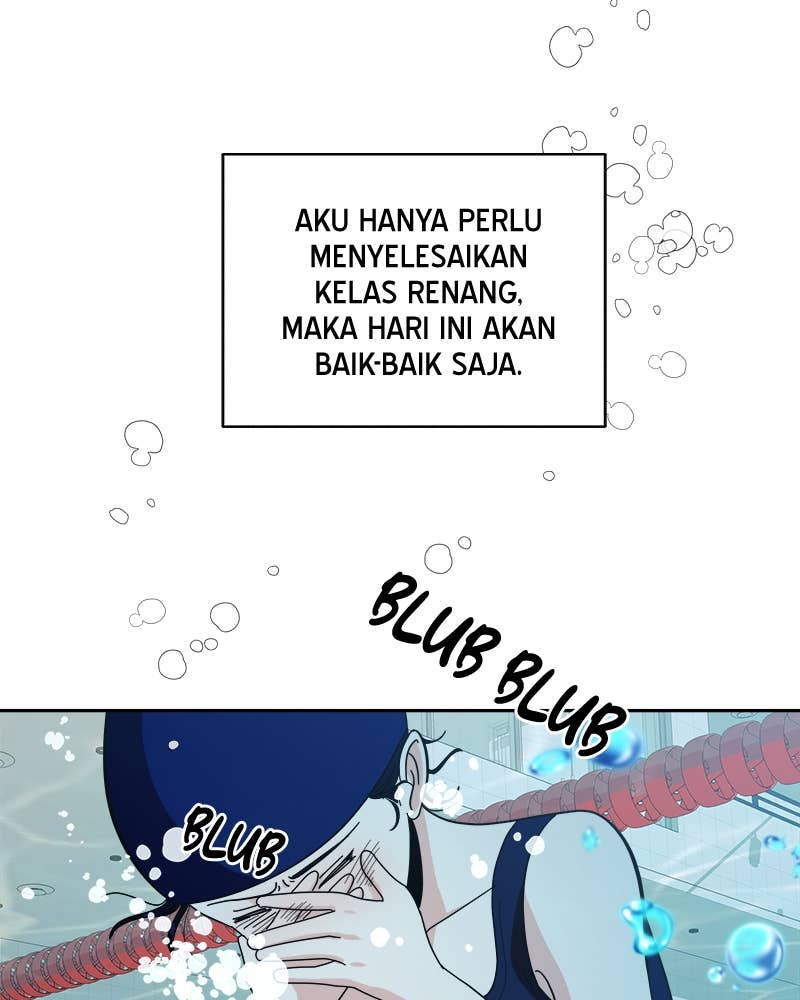 AKU HANYA PERLU
MENYELESAIKAN
KELAS RENANG,
MAKA HARI INI AKAN
BAIK-BAIK SAJA.
BLUB BLUB
BLUB